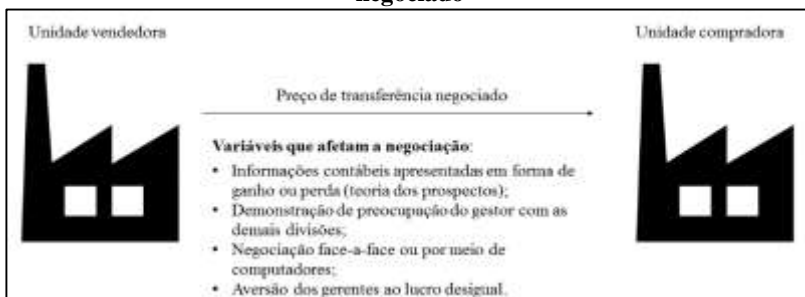 negociado
Unidade vendedora
Unidade compradora
Preço de transferência negociado
Variáveis que afetam a negociação:
• Informações contábeis apresentadas em forma de
ganho ou perda (teoria dos prospectos);
• Demonstração de preocupação do gestor com as
demais divisões;
• Negociação face-a-face ou por meio de
computadores;
• Aversão dos gerentes ao lucro desigual.